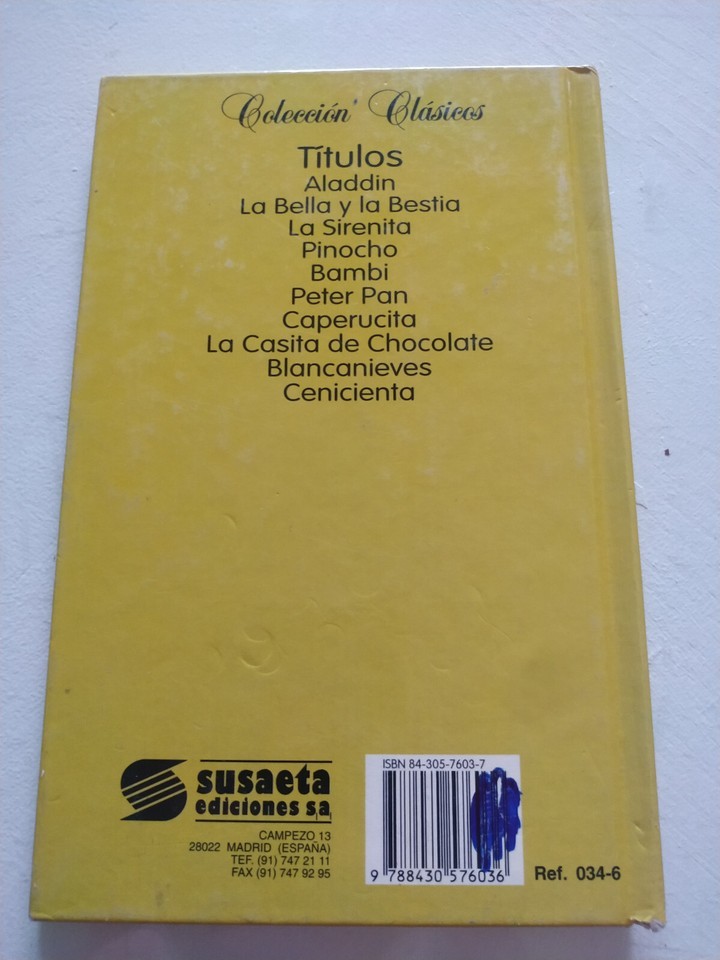 Colección Clásicos
Títulos
Aladdin
La Bella y la Bestia
La Sirenita
Pinocho
Bambi
Peter Pan
Caperucita
La Casita de Chocolate
Blancanieves
Cenicienta
susaeta
ediciones s.a.
CAMPEZO 13
28022 MADRID (ESPAÑA)
TEF. (91) 747 21 11
FAX (91) 747 92 95
ISBN 84-305-7603-7
9 788430 576036
Ref. 034-6